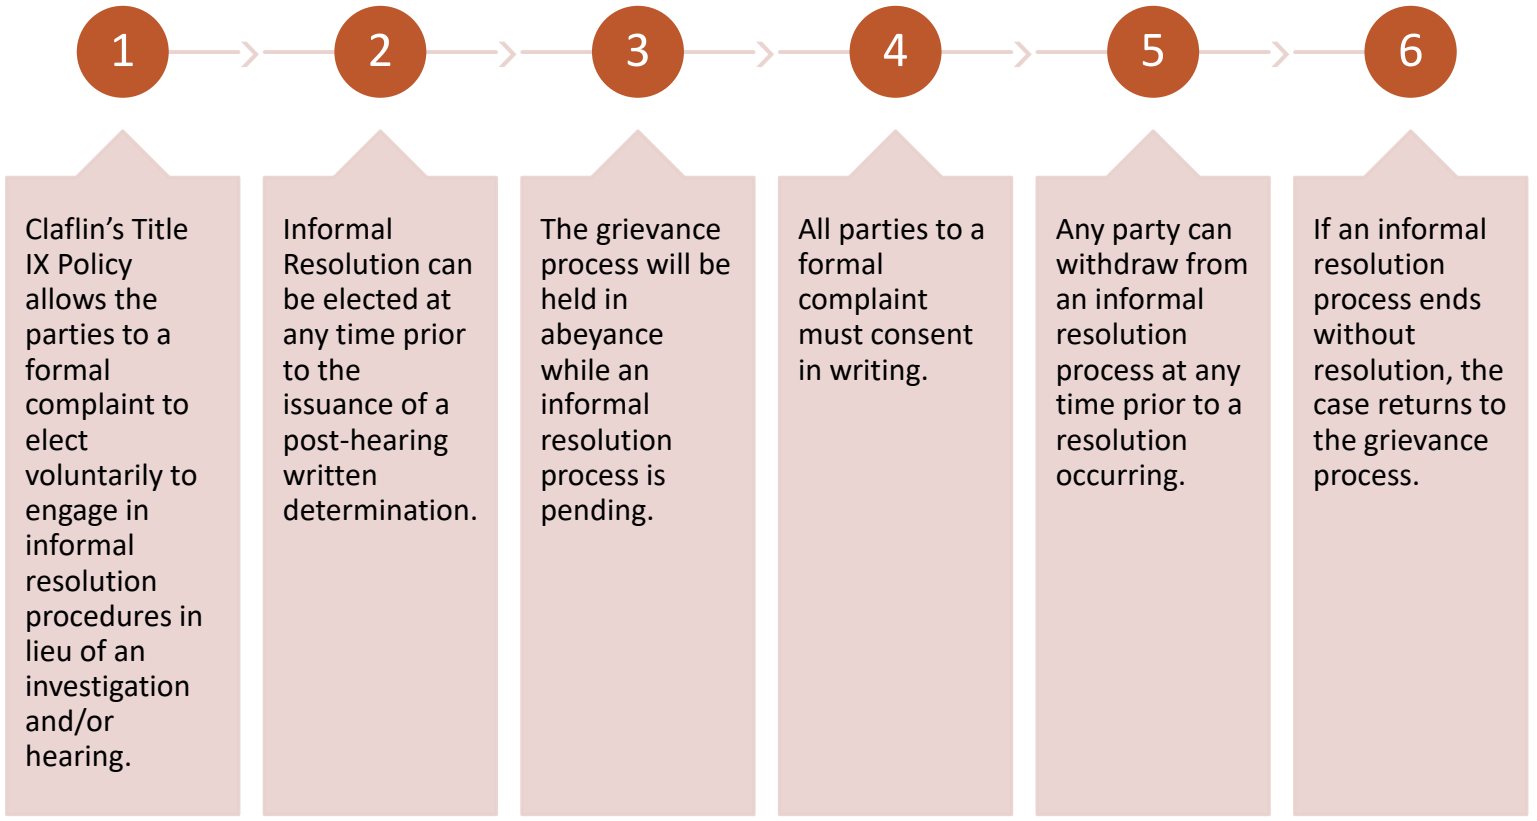 1
2
3
4
5
6
Claflin’s Title
IX Policy
allows the
parties to a
formal
complaint to
elect
voluntarily to
engage in
informal
resolution
procedures in
lieu of an
investigation
and/or
hearing.
Informal
Resolution can
be elected at
any time prior
to the
issuance of a
post-hearing
written
determination.
The grievance
process will be
held in
abeyance
while an
informal
resolution
process is
pending.
All parties to a
formal
complaint
must consent
in writing.
Any party can
withdraw from
an informal
resolution
process at any
time prior to a
resolution
occurring.
If an informal
resolution
process ends
without
resolution, the
case returns to
the grievance
process.